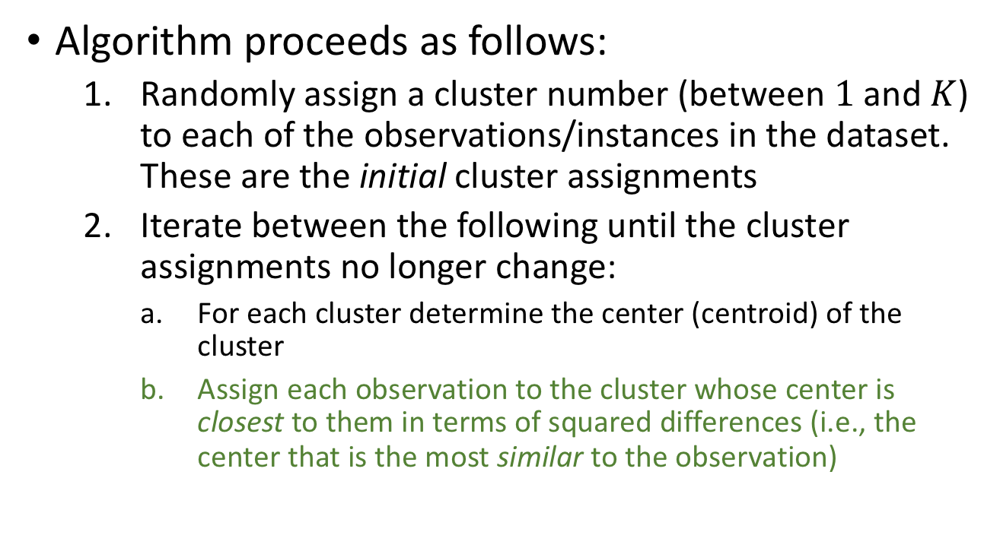 • Algorithm proceeds as follows:
1. Randomly assign a cluster number (between 1 and K)
to each of the observations/instances in the dataset.
These are the initial cluster assignments
2. Iterate between the following until the cluster
assignments no longer change:
a. For each cluster determine the center (centroid) of the
cluster
b. Assign each observation to the cluster whose center is
closest to them in terms of squared differences (i.e., the
center that is the most similar to the observation)